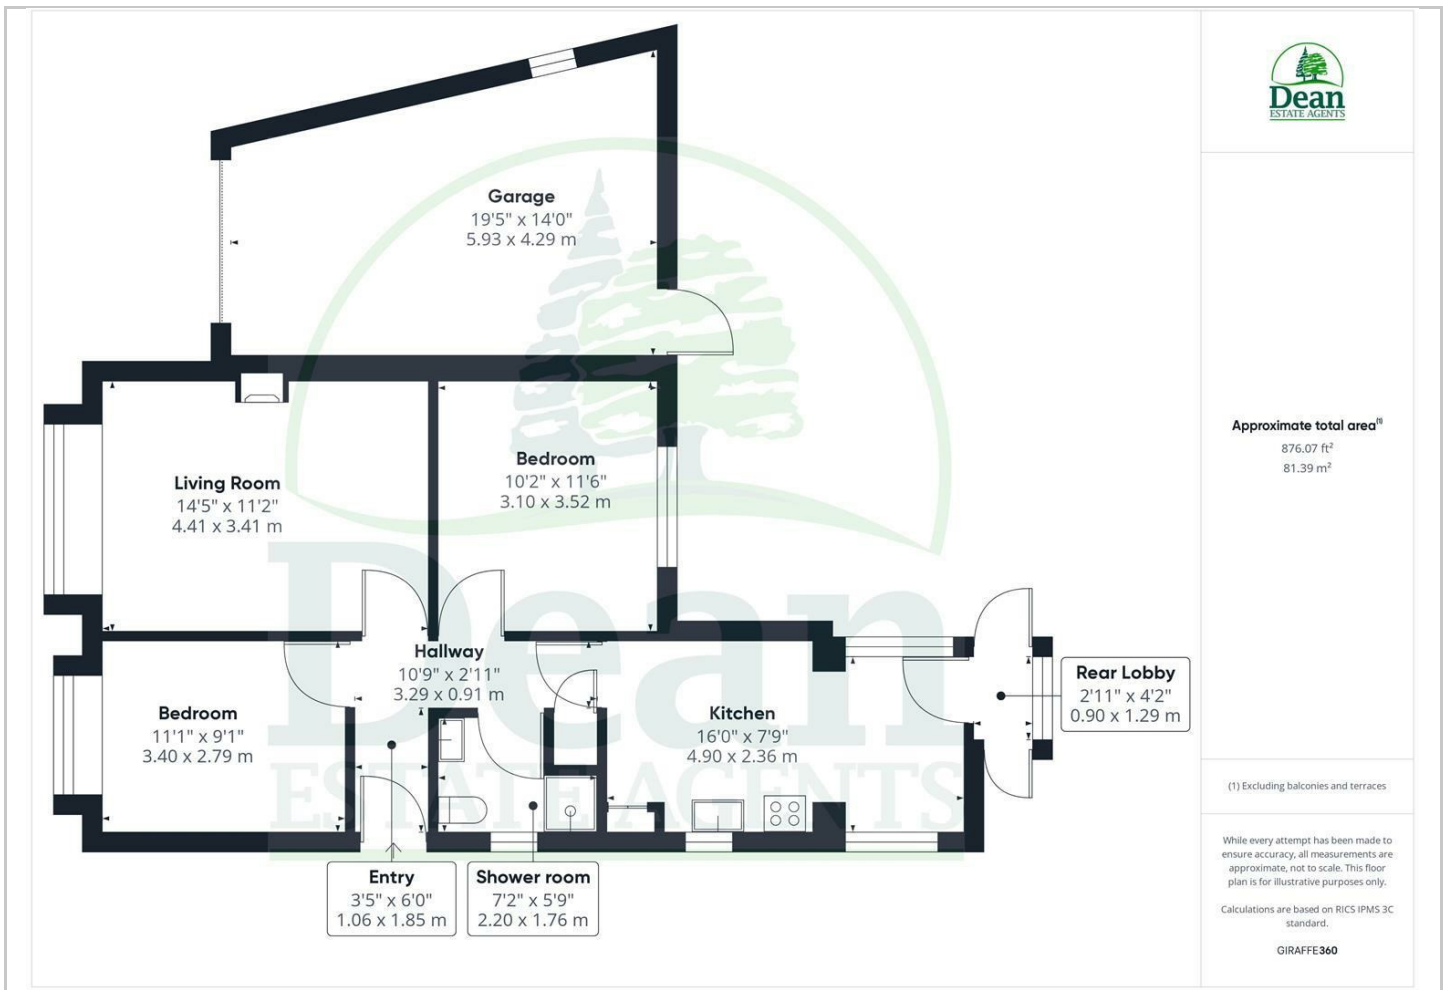 Dean
ESTATE AGENTS
Garage
19'5" x 14'0"
5.93 x 4.29 m
Living Room
14'5" x 11'2"
4.41 x 3.41 m
Bedroom
10'2" x 11'6"
3.10 x 3.52 m
Hallway
10'9" x 2'11"
3.29 x 0.91 m
Bedroom
11'1" x 9'1"
3.40 x 2.79 m
Kitchen
16'0" x 7'9"
4.90 x 2.36 m
Rear Lobby
2'11" x 4'2"
0.90 x 1.29 m
Entry
3'5" x 6'0"
1.06 x 1.85 m
Shower room
7'2" x 5'9"
2.20 x 1.76 m
Dean
ESTATE AGENTS
Approximate total area(1)
876.07 ft²
81.39 m²
(1) Excluding balconies and terraces
While every attempt has been made to
ensure accuracy, all measurements are
approximate, not to scale. This floor
plan is for illustrative purposes only.
Calculations are based on RICS IPMS 3C
standard.
GIRAFFE360